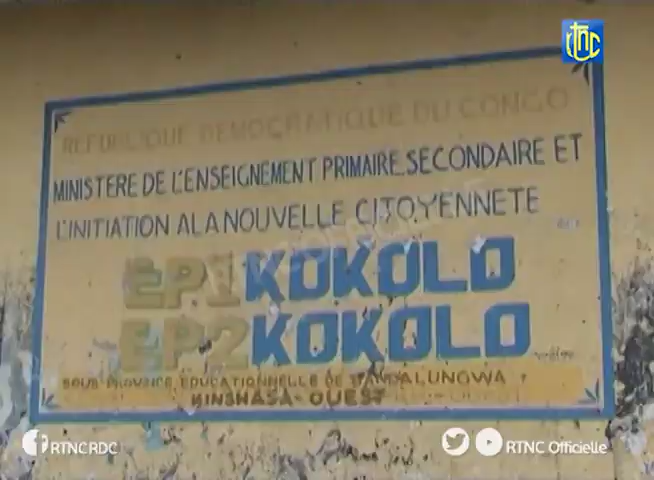 rtnc
REPUBLIQUE DEMOCRATIQUE DU CONGO
MINISTERE DE L'ENSEIGNEMENT PRIMAIRE, SECONDAIRE ET
L'INITIATION A LA NOUVELLE CITOYENNETE
EP1 KOKOLO
EP2 KOKOLO
SOUS PROVINCE EDUCATIONNELLE DE
KINSHASA-OUEST
RTNCRDC
RTNC Officielle